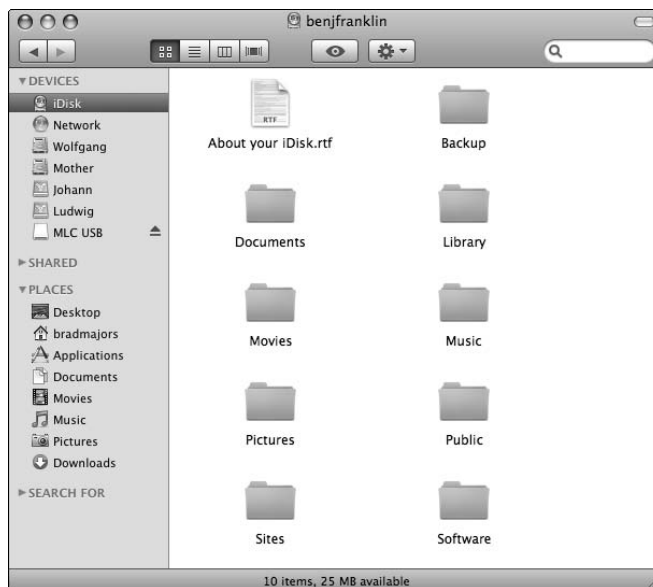 benjfranklin
DEVICES
iDisk
Network
Wolfgang
Mother
Johann
Ludwig
MLC USB
SHARED
PLACES
Desktop
bradmajors
Applications
Documents
Movies
Music
Pictures
Downloads
SEARCH FOR
RTF
About your iDisk.rtf
Backup
Documents
Library
Movies
Music
Pictures
Public
Sites
Software
10 items, 25 MB available